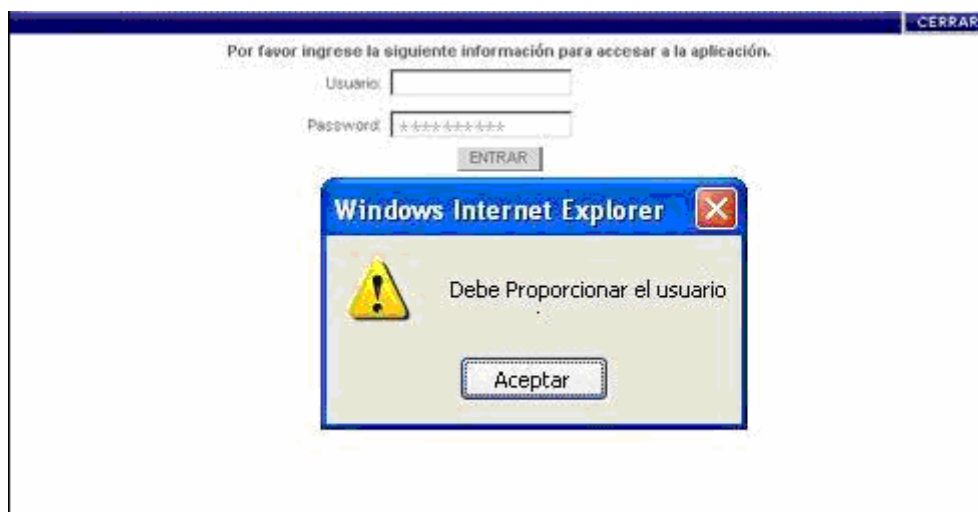 CERRAR
Por favor ingrese la siguiente información para accesar a la aplicación.
Usuario:
Password: **********
ENTRAR
Windows Internet Explorer
Debe Proporcionar el usuario
Aceptar